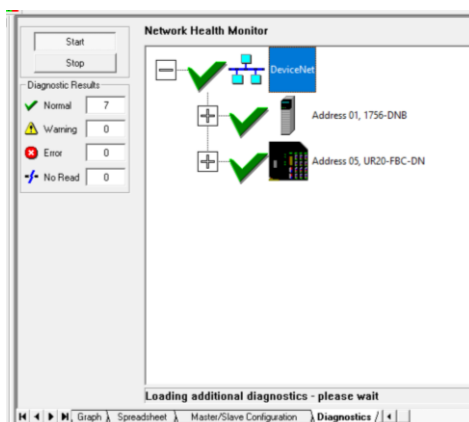 Network Health Monitor
Start
Stop
Diagnostic Results
Normal 7
Warning 0
Error 0
No Read 0
DeviceNet
Address 01, 1756-DNB
Address 05, UR20-FBC-DN
Loading additional diagnostics - please wait
Graph Spreadsheet Master/Slave Configuration Diagnostics